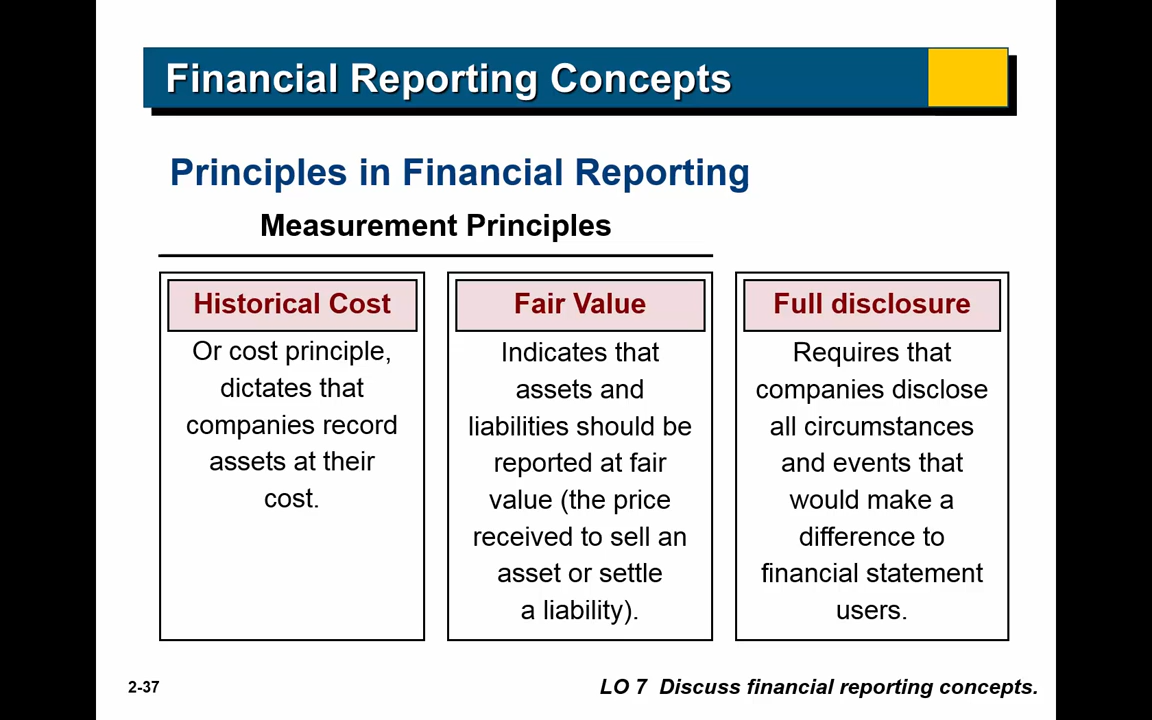 Financial Reporting Concepts
Principles in Financial Reporting
Measurement Principles
Historical Cost
Or cost principle,
dictates that
companies record
assets at their
cost.
Fair Value
Indicates that
assets and
liabilities should be
reported at fair
value (the price
received to sell an
asset or settle
a liability).
Full disclosure
Requires that
companies disclose
all circumstances
and events that
would make a
difference to
financial statement
users.
2-37
LO 7 Discuss financial reporting concepts.